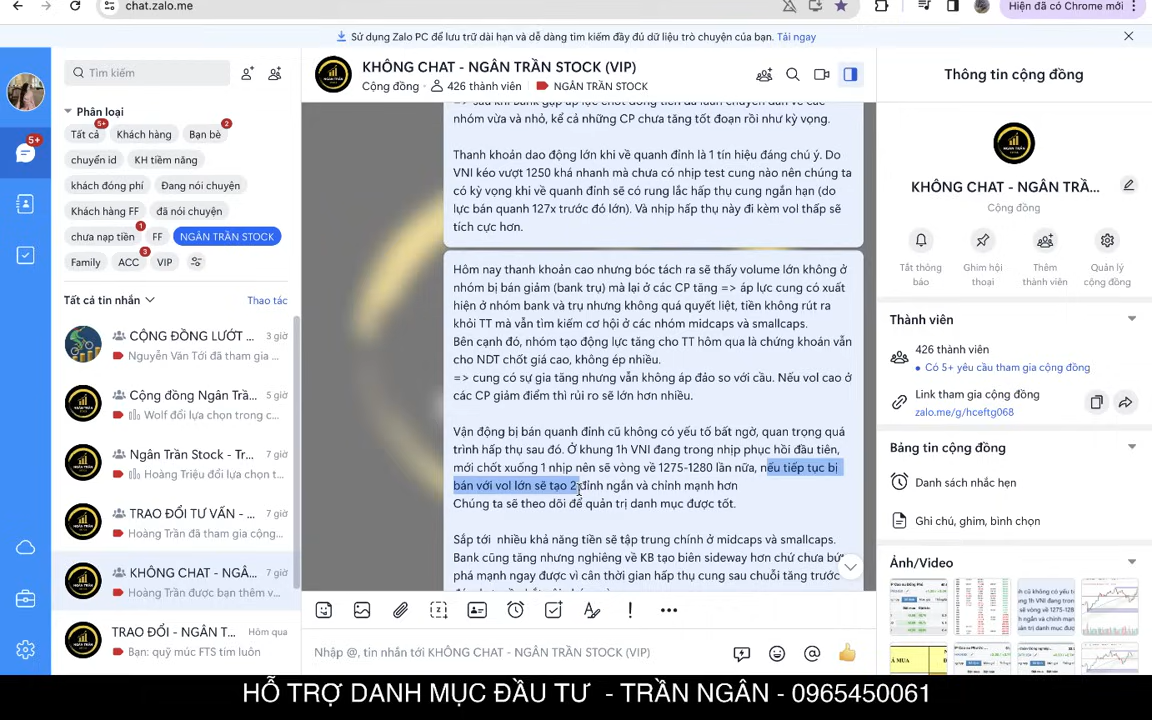 chat.zalo.me
Hiện đã có Chrome mới
Sử dụng Zalo PC để lưu trữ dài hạn và dễ dàng tìm kiếm đầy đủ dữ liệu trò chuyện của bạn. Tải ngay
Tìm kiếm
Phân loại
Tất cả 5+
Khách hàng
Bạn bè 2
chuyển id
KH tiềm năng
khách đóng phí
Đang nói chuyện
Khách hàng FF
đã nói chuyện
chưa nạp tiền 1
FF
NGÂN TRẦN STOCK
Family
ACC 3
VIP
Tất cả tin nhắn
Thao tác
5+
CỘNG ĐỒNG LƯỚT ... 3 giờ
Nguyễn Văn Tới đã tham gia ...
Cộng đồng Ngân Trầ... 6 giờ
Wolf đổi lựa chọn trong c...
Ngân Trần Stock - Tr... 6 giờ
Hoàng Triệu đổi lựa chọn t...
TRAO ĐỔI TƯ VẤN - ... 7 giờ
Hoàng Trần đã tham gia cộng...
KHÔNG CHAT - NGÂ... 7 giờ
Hoàng Trần được bạn thêm v...
TRAO ĐỔI - NGÂN T... Hôm qua
Bạn: quỹ múc FTS tím luôn
KHÔNG CHAT - NGÂN TRẦN STOCK (VIP)
Cộng đồng 426 thành viên NGÂN TRẦN STOCK
=> sau khi bank gặp áp lực chốt dòng tiền đã luân chuyển dần về các
nhóm vừa và nhỏ, kể cả những CP chưa tăng tốt đoạn rồi như kỳ vọng.
Thanh khoản dao động lớn khi về quanh đỉnh là 1 tín hiệu đáng chú ý. Do
VNI kéo vượt 1250 khá nhanh mà chưa có nhịp test cung nào nên chúng ta
có kỳ vọng khi về quanh đỉnh sẽ có rung lắc hấp thụ cung ngắn hạn (do
lực bán quanh 127x trước đó lớn). Và nhịp hấp thụ này đi kèm vol thấp sẽ
tích cực hơn.
Hôm nay thanh khoản cao nhưng bóc tách ra sẽ thấy volume lớn không ở
nhóm bị bán giảm (bank trụ) mà lại ở các CP tăng => áp lực cung có xuất
hiện ở nhóm bank và trụ nhưng không quá quyết liệt, tiền không rút ra
khỏi TT mà vẫn tìm kiếm cơ hội ở các nhóm midcaps và smallcaps.
Bên cạnh đó, nhóm tạo động lực tăng cho TT hôm qua là chứng khoán vẫn
cho NDT chốt giá cao, không ép nhiều.
=> cung có sự gia tăng nhưng vẫn không áp đảo so với cầu. Nếu vol cao ở
các CP giảm điểm thì rủi ro sẽ lớn hơn nhiều.
Vận động bị bán quanh đỉnh cũ không có yếu tố bất ngờ, quan trọng quá
trình hấp thụ sau đó. Ở khung 1h VNI đang trong nhịp phục hồi đầu tiên,
mới chốt xuống 1 nhịp nên sẽ vòng về 1275-1280 lần nữa, nếu tiếp tục bị
bán với vol lớn sẽ tạo 2 đỉnh ngắn và chỉnh mạnh hơn
Chúng ta sẽ theo dõi để quản trị danh mục được tốt.
Sắp tới nhiều khả năng tiền sẽ tập trung chính ở midcaps và smallcaps.
Bank cũng tăng nhưng nghiêng về KB tạo biên sideway hơn chứ chưa bứt
phá mạnh ngay được vì cần thời gian hấp thụ cung sau chuỗi tăng trước
Nhập @, tin nhắn tới KHÔNG CHAT - NGÂN TRẦN STOCK (VIP)
Thông tin cộng đồng
KHÔNG CHAT - NGÂN TRẦ...
Cộng đồng
Tắt thông báo
Ghim hội thoại
Thêm thành viên
Quản lý cộng đồng
Thành viên
426 thành viên
• Có 5+ yêu cầu tham gia cộng đồng
Link tham gia cộng đồng
zalo.me/g/hceftg068
Bảng tin cộng đồng
Danh sách nhắc hẹn
Ghi chú, ghim, bình chọn
Ảnh/Video
HỖ TRỢ DANH MỤC ĐẦU TƯ - TRẦN NGÂN - 0965450061